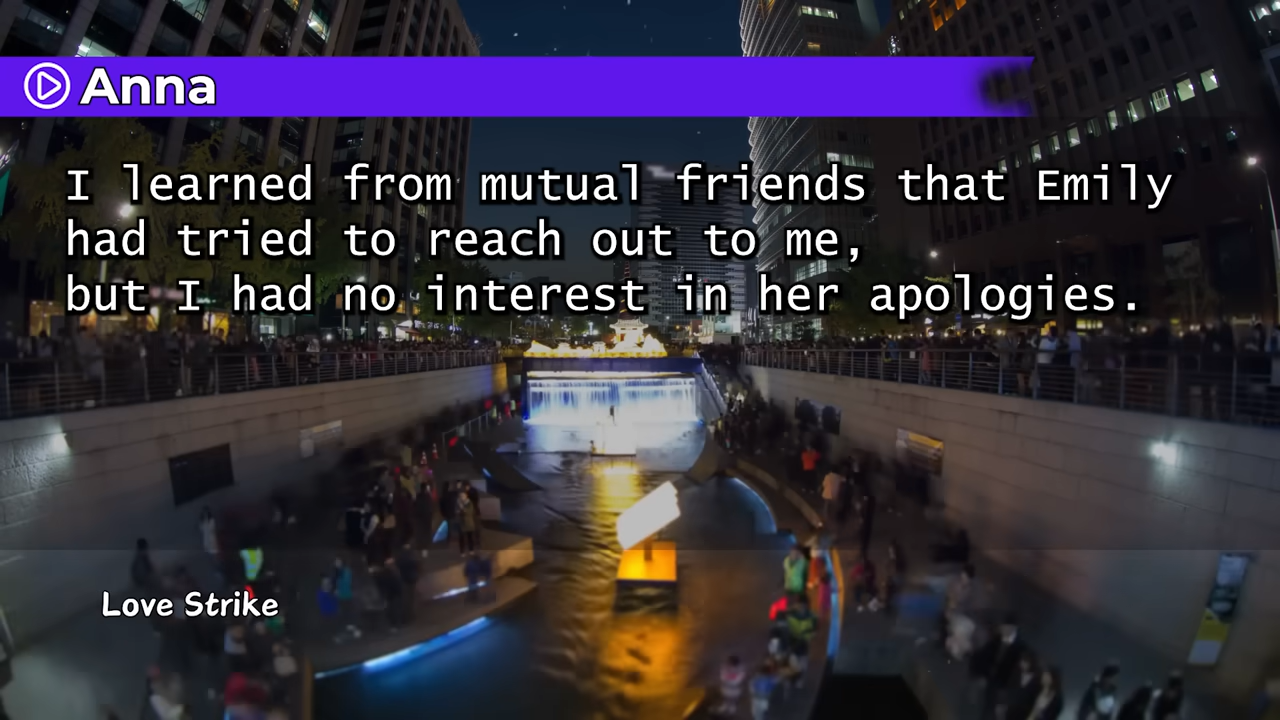 Anna
I learned from mutual friends that Emily
had tried to reach out to me,
but I had no interest in her apologies.
Love Strike